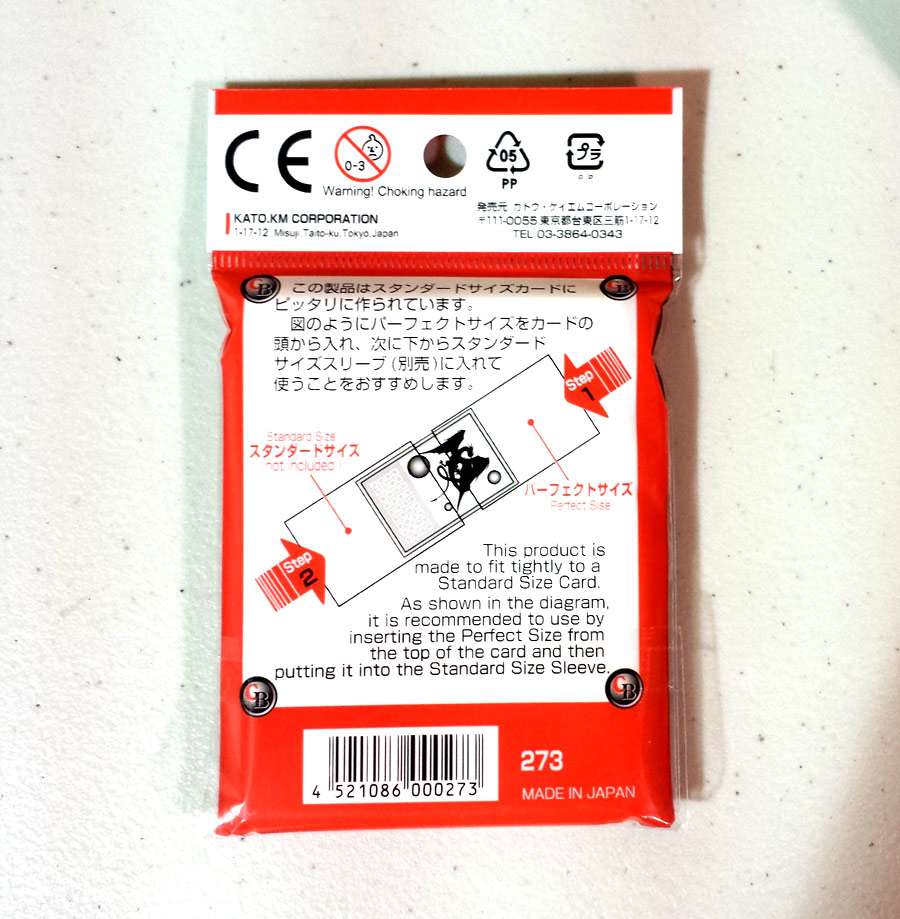 CE
0-3
Warning! Choking hazard
05
PP
プラ
PP
KATO.KM CORPORATION
1-17-12 Misuji,Taito-ku,Tokyo,Japan
発売元 カトウ・ケイエムコーポレーション
〒111-0055 東京都台東区三筋1-17-12
TEL 03-3864-0343
CB
CB
この製品はスタンダードサイズカードに
ピッタリに作られています。
図のようにパーフェクトサイズをカードの
頭から入れ、次に下からスタンダード
サイズスリーブ(別売)に入れて
使うことをおすすめします。
Step
1
Standard Size
スタンダードサイズ
not included !
パーフェクトサイズ
Perfect Sise
Step
2
This product is
made to fit tightly to a
Standard Size Card.
As shown in the diagram,
it is recommended to use by
inserting the Perfect Size from
the top of the card and then
putting it into the Standard Size Sleeve.
CB
CB
4 521086 000273
273
MADE IN JAPAN